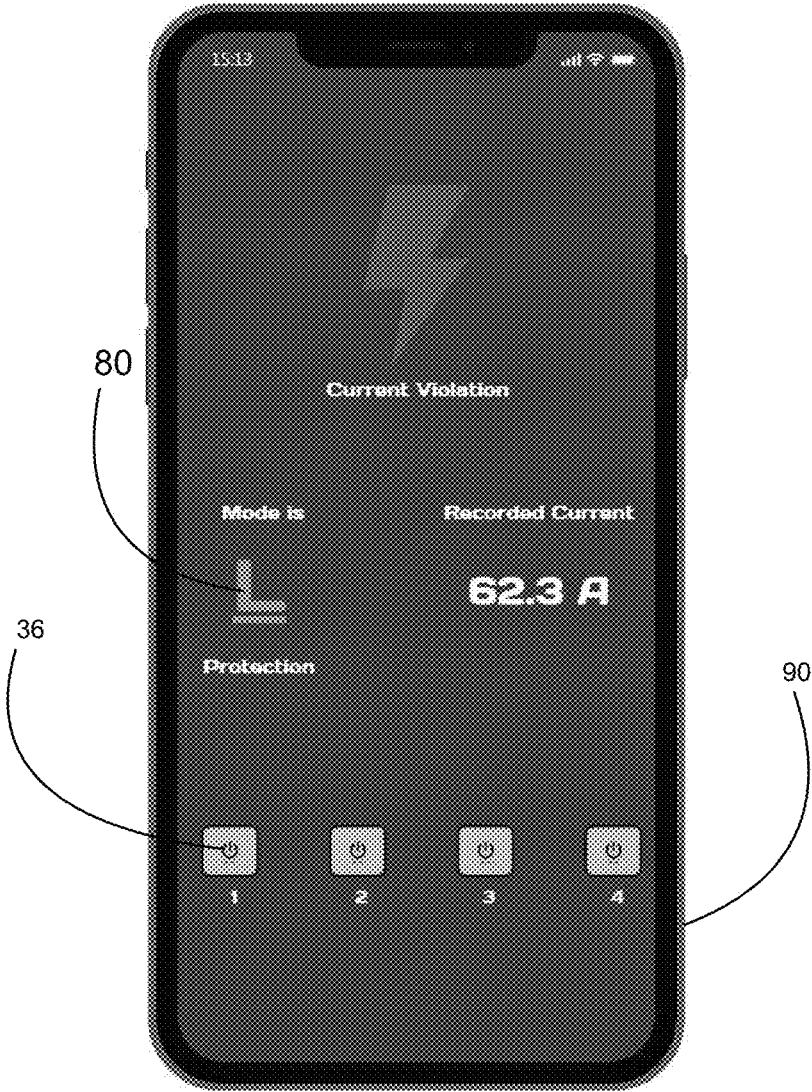 15:13
Current Violation
80
Mode is
Recorded Current
L
62.3 A
36
Protection
90
1
2
3
4